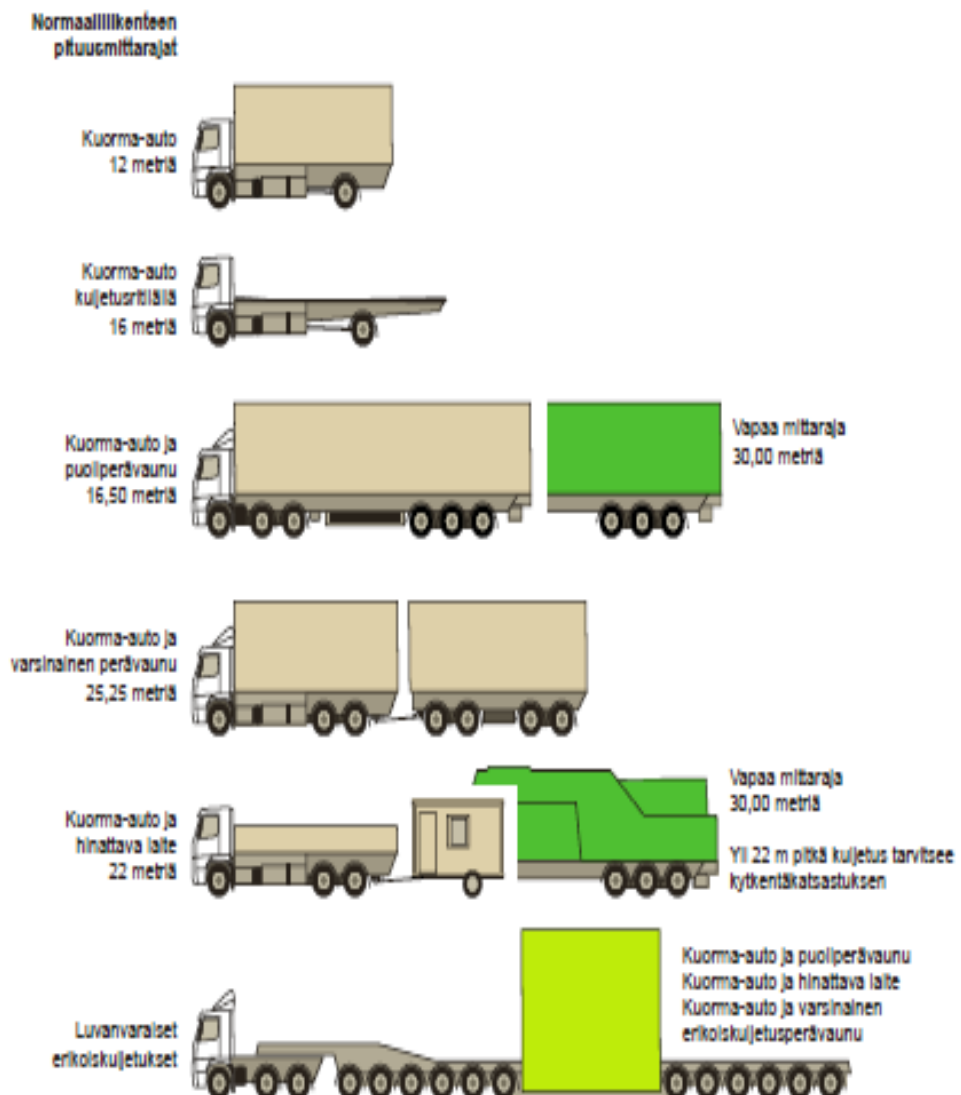 Normaaliliikenteen
pituusmittarajat
Kuorma-auto
12 metriä
Kuorma-auto
kuljetusritilällä
16 metriä
Kuorma-auto ja
puoliperävaunu
16,50 metriä
Vapaa mittaraja
30,00 metriä
Kuorma-auto ja
varsinainen perävaunu
25,25 metriä
Kuorma-auto ja
hinattava laite
22 metriä
Vapaa mittaraja
30,00 metriä
Yli 22 m pitkä kuljetus tarvitsee
kytkentäkatsastuksen
Luvanvaraiset
erikoiskuljetukset
Kuorma-auto ja puoliperävaunu
Kuorma-auto ja hinattava laite
Kuorma-auto ja varsinainen
erikoiskuljetusperävaunu